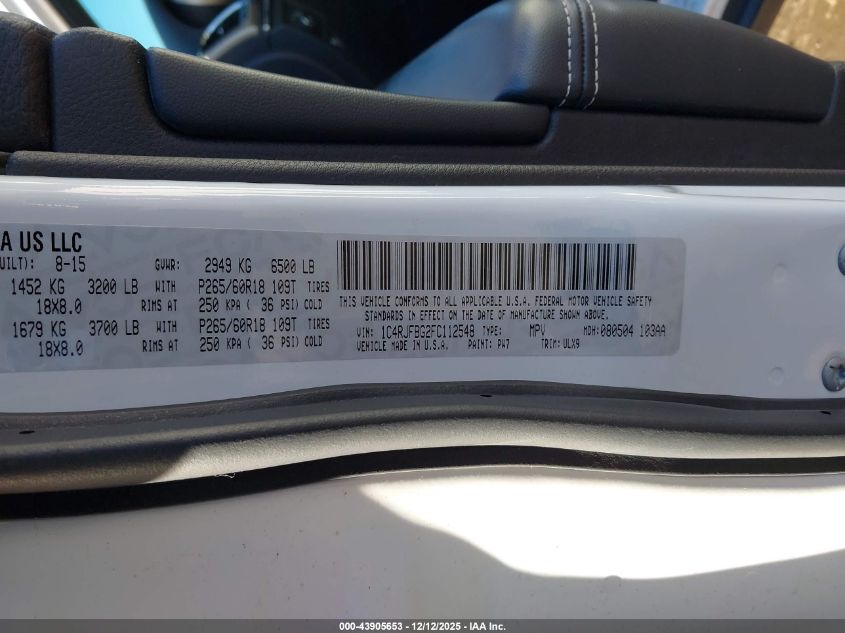 A US LLC
UILT): 8-15 GVWR: 2949 KG 6500 LB
1452 KG 3200 LB WITH P265/60R18 109T TIRES
18X8.0 RIMS AT 250 KPA ( 36 PSI) COLD
1679 KG 3700 LB WITH P265/60R18 109T TIRES
18X8.0 RIMS AT 250 KPA ( 36 PSI) COLD
THIS VEHICLE CONFORMS TO ALL APPLICABLE U.S.A. FEDERAL MOTOR VEHICLE SAFETY
STANDARDS IN EFFECT ON THE DATE OF MANUFACTURE SHOWN ABOVE.
VIN: 1C4RJFBG2FC112548 TYPE: MPV MDH: 080504 103AA
VEHICLE MADE IN U.S.A. PAINT: PW7 TRIM: ULX9
000-43905653 - 12/12/2025 - IAA Inc.